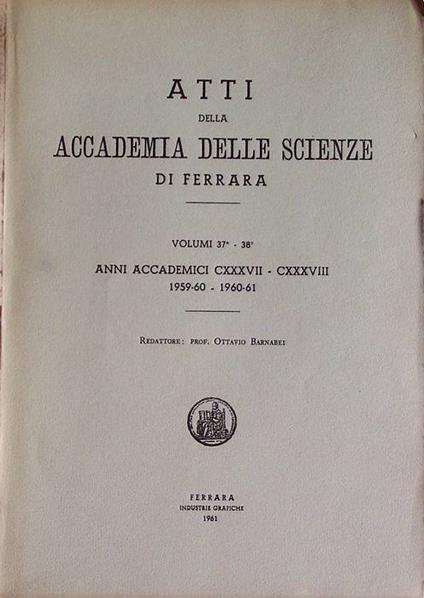 ATTI
DELLA
ACCADEMIA DELLE SCIENZE
DI FERRARA
VOLUMI 37° - 38°
ANNI ACCADEMICI CXXXVII - CXXXVIII
1959-60 - 1960-61
REDATTORE: PROF. OTTAVIO BARNABEI
FERRARA
INDUSTRIE GRAFICHE
1961